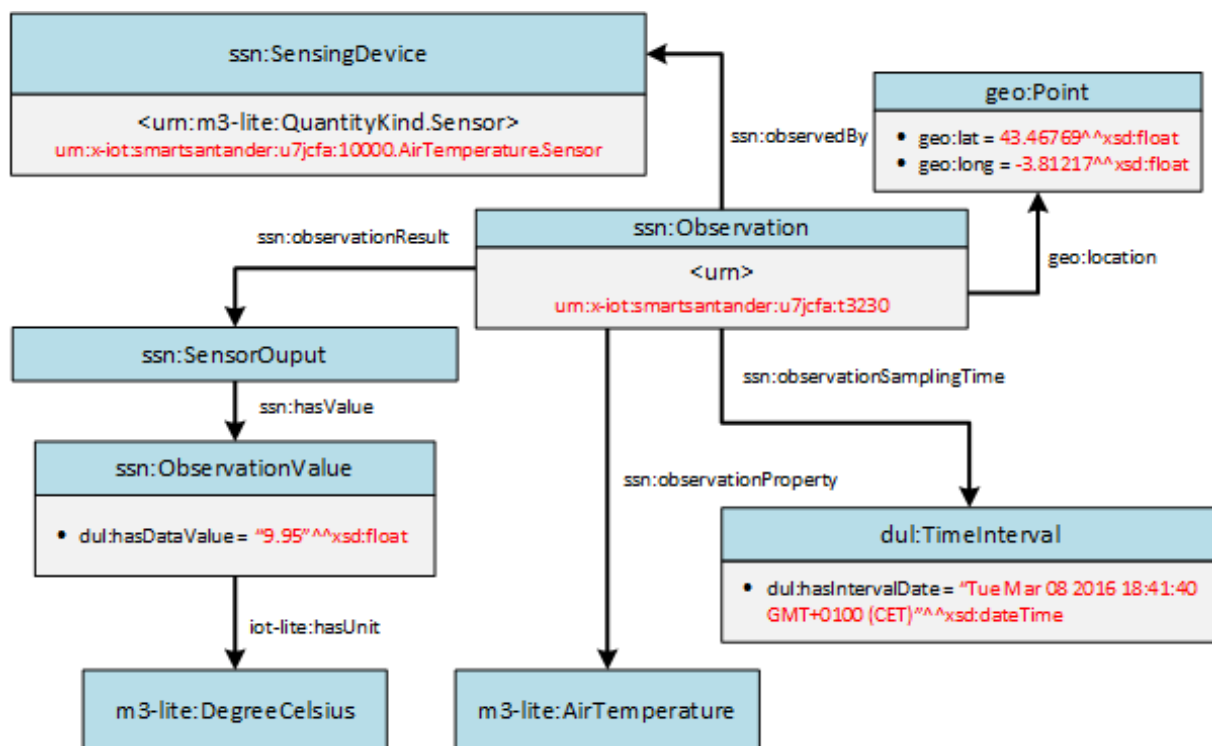 ssn:SensingDevice
<urn:m3-lite:QuantityKind.Sensor>
urn:x-iot:smartsantander:u7jcfa:10000.AirTemperature.Sensor
ssn:observedBy
geo:Point
• geo:lat = 43.46769^^xsd:float
• geo:long = -3.81217^^xsd:float
ssn:observationResult
ssn:Observation
<urn>
urn:x-iot:smartsantander:u7jcfa:t3230
geo:location
ssn:SensorOuput
ssn:observationSamplingTime
ssn:hasValue
ssn:ObservationValue
• dul:hasDataValue = “9.95”^^xsd:float
ssn:observationProperty
dul:TimeInterval
• dul:hasIntervalDate = “Tue Mar 08 2016 18:41:40
GMT+0100 (CET)”^^xsd:dateTime
iot-lite:hasUnit
m3-lite:DegreeCelsius
m3-lite:AirTemperature